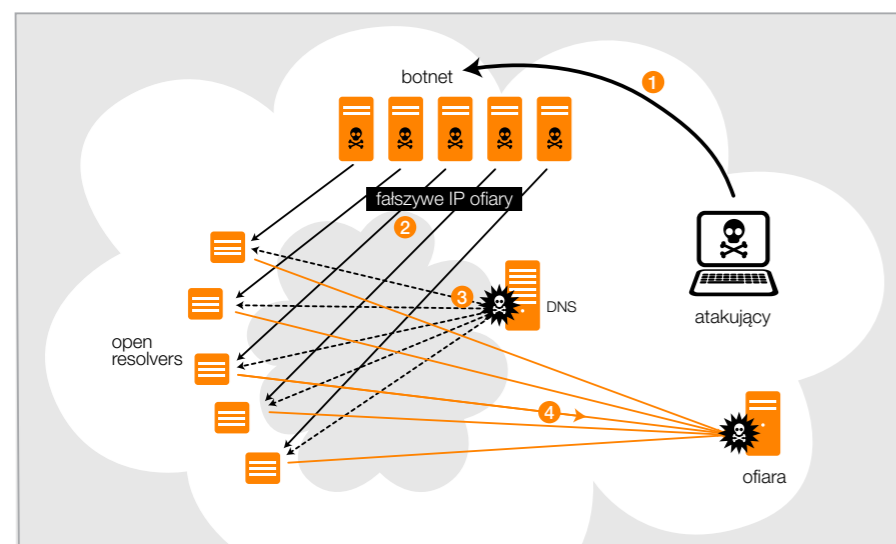 botnet
1
fałszywe IP ofiary
2
3
DNS
atakujący
open
resolvers
4
ofiara